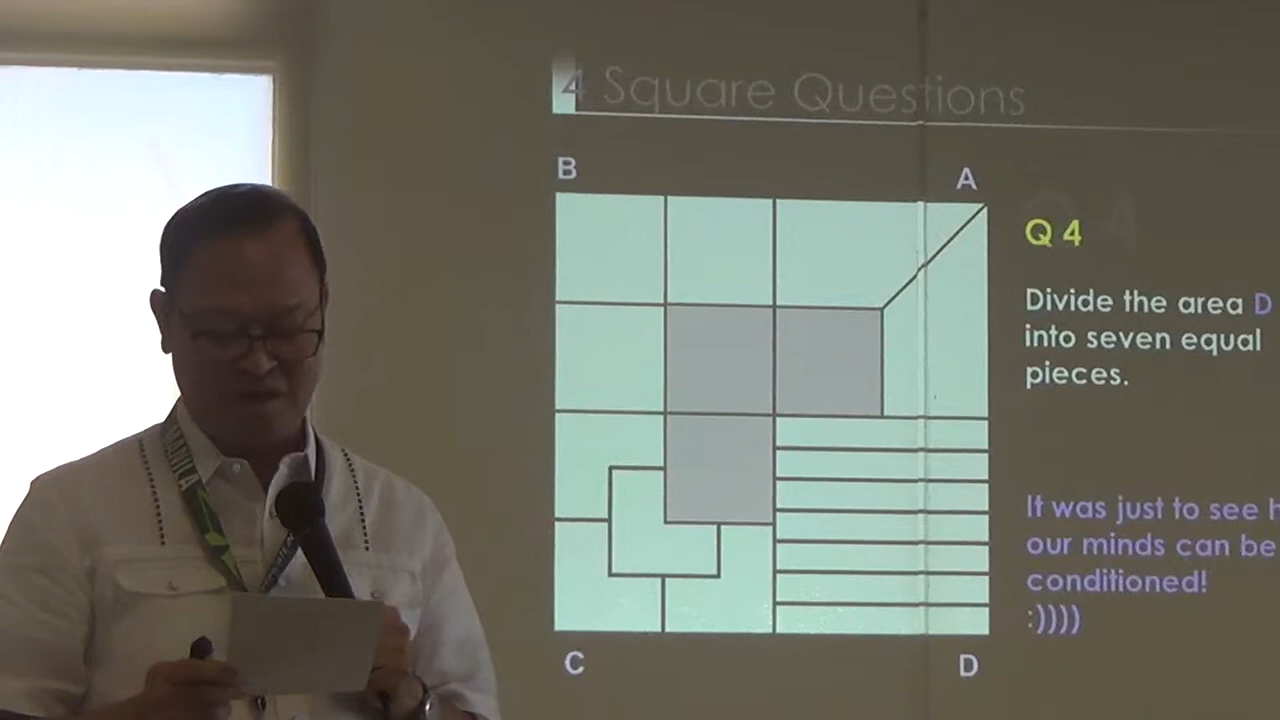 4 Square Questions
B
A
Q 4
Divide the area D
into seven equal
pieces.
It was just to see
our minds can be
conditioned!
:))))
C
D
MANILA